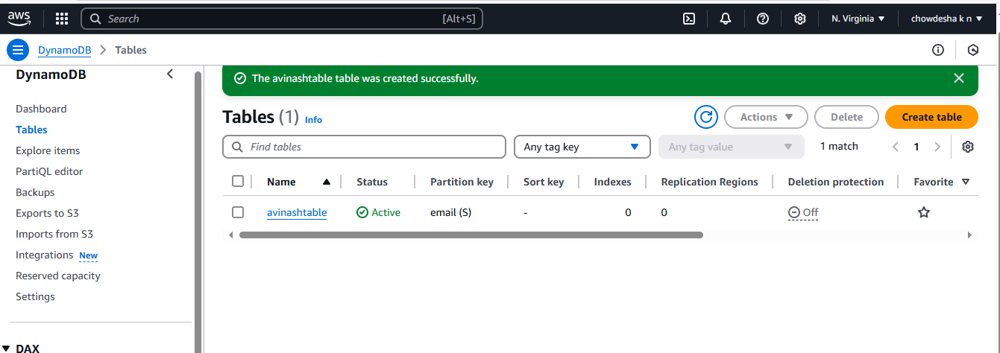 aws Search [Alt+S] N. Virginia chowdesha k n
DynamoDB Tables
DynamoDB
Dashboard
Tables
Explore items
PartiQL editor
Backups
Exports to S3
Imports from S3
Integrations New
Reserved capacity
Settings
DAX
The avinashtable table was created successfully.
Tables (1) Info Actions Delete Create table
Find tables Any tag key Any tag value 1 match 1
Name Status Partition key Sort key Indexes Replication Regions Deletion protection Favorite
avinashtable Active email (S) - 0 0 Off